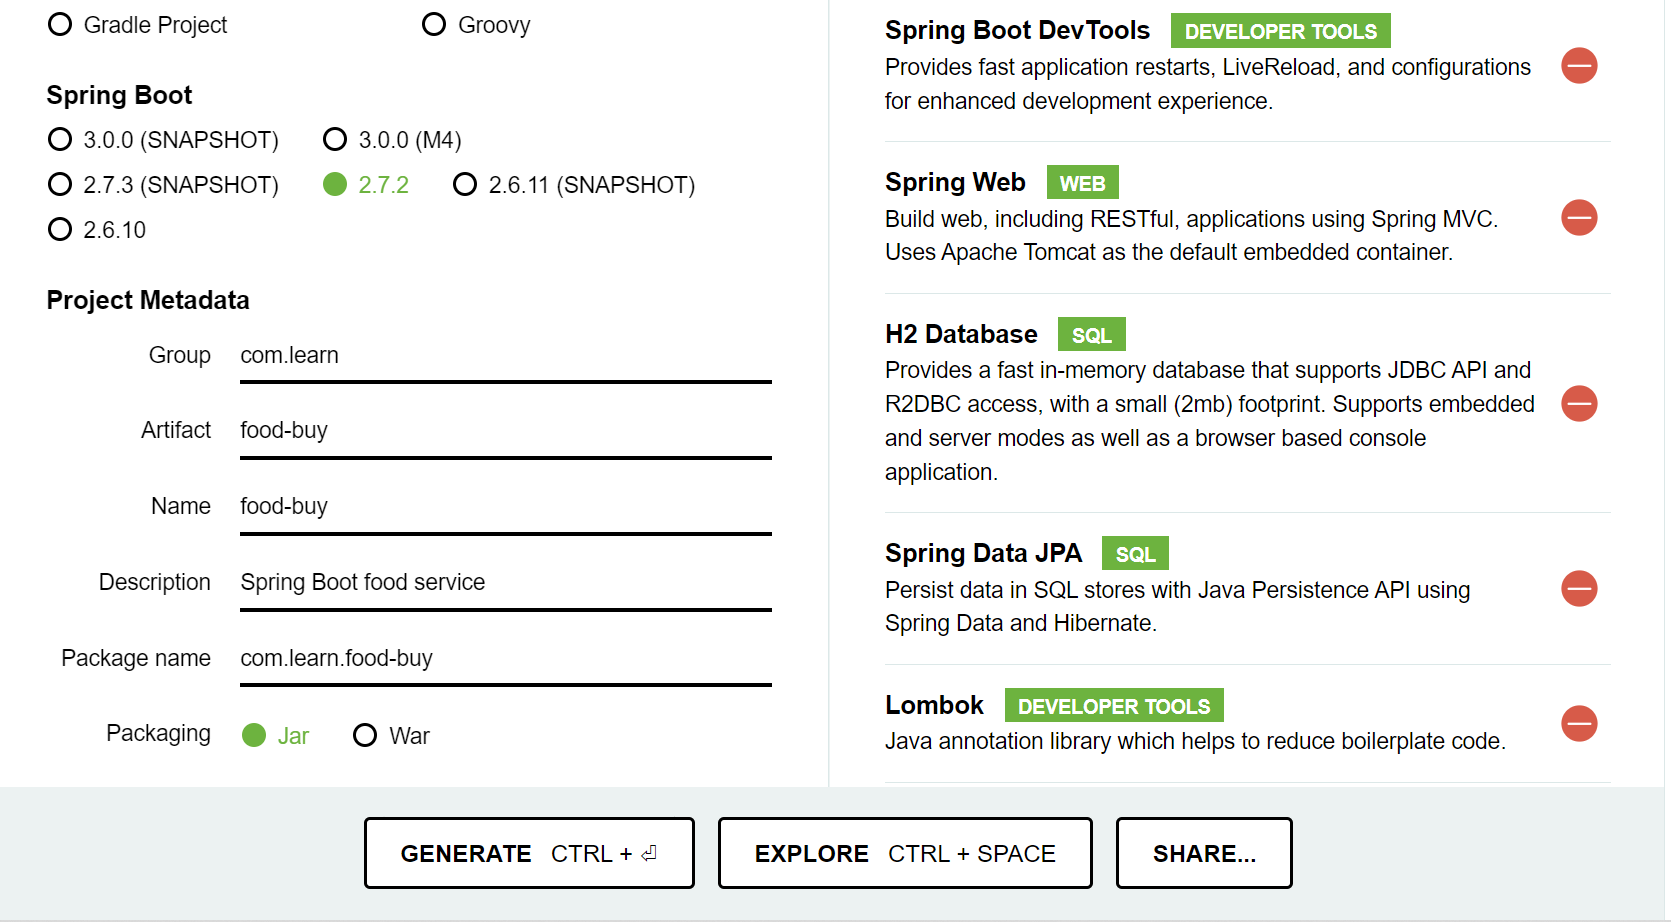 Gradle Project
Groovy
Spring Boot
3.0.0 (SNAPSHOT)
3.0.0 (M4)
2.7.3 (SNAPSHOT)
2.7.2
2.6.11 (SNAPSHOT)
2.6.10
Project Metadata
Group
com.learn
Artifact
food-buy
Name
food-buy
Description
Spring Boot food service
Package name
com.learn.food-buy
Packaging
Jar
War
Spring Boot DevTools
DEVELOPER TOOLS
Provides fast application restarts, LiveReload, and configurations
for enhanced development experience.
Spring Web
WEB
Build web, including RESTful, applications using Spring MVC.
Uses Apache Tomcat as the default embedded container.
H2 Database
SQL
Provides a fast in-memory database that supports JDBC API and
R2DBC access, with a small (2mb) footprint. Supports embedded
and server modes as well as a browser based console
application.
Spring Data JPA
SQL
Persist data in SQL stores with Java Persistence API using
Spring Data and Hibernate.
Lombok
DEVELOPER TOOLS
Java annotation library which helps to reduce boilerplate code.
GENERATE CTRL + ⏎
EXPLORE CTRL + SPACE
SHARE...